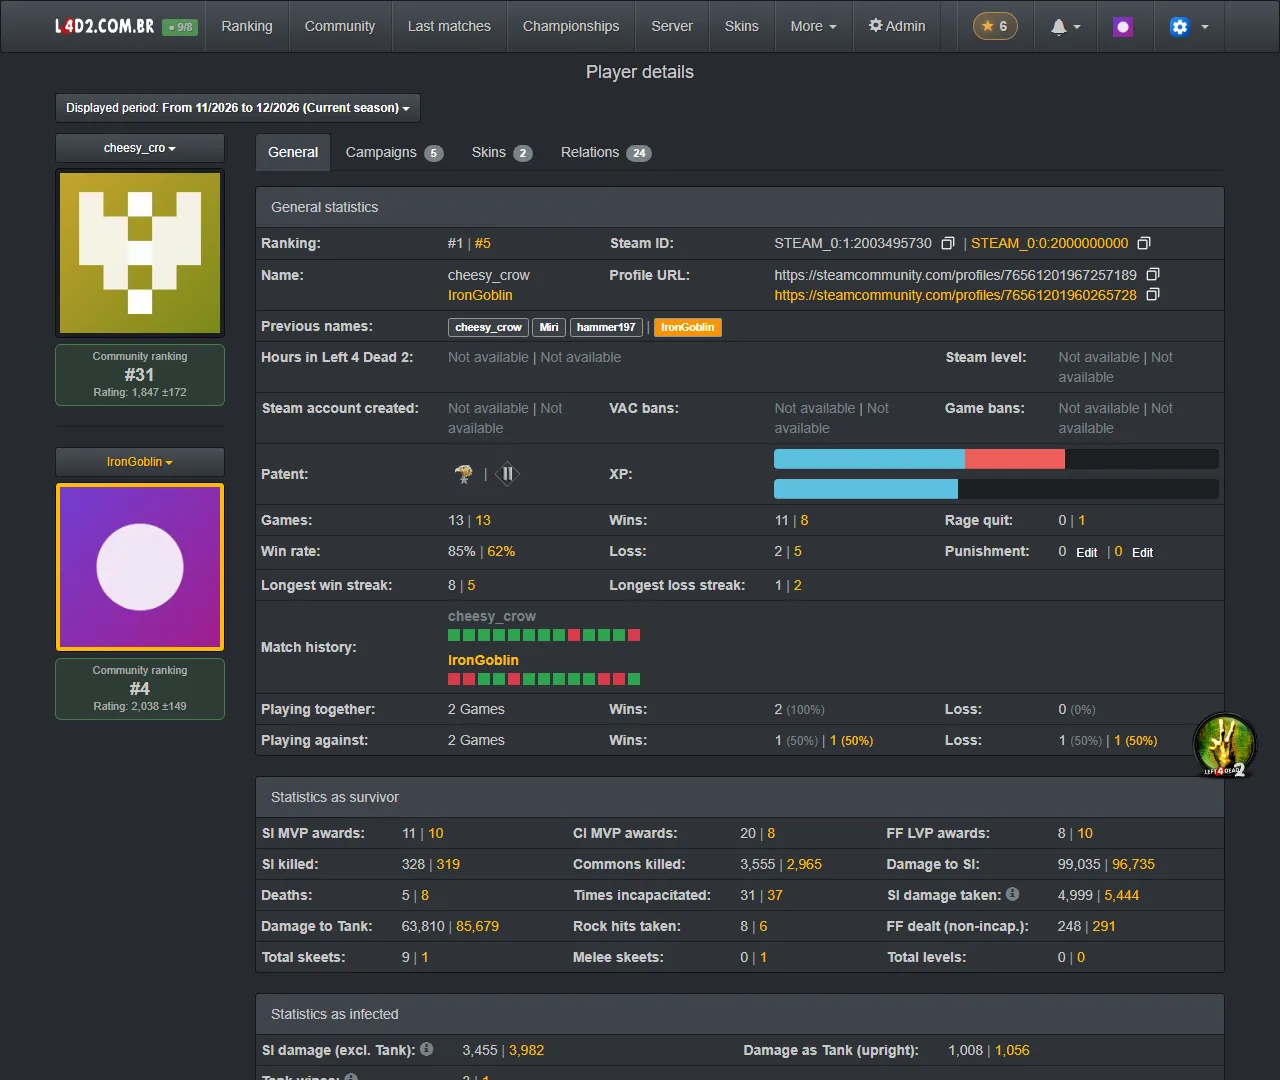 L4D2.COM.BR 9/8 Ranking Community Last matches Championships Server Skins More Admin 6
Player details
Displayed period: From 11/2026 to 12/2026 (Current season)
cheesy_cro
General Campaigns 5 Skins 2 Relations 24
Community ranking
#31
Rating: 1,847 ±172
IronGoblin
Community ranking
#4
Rating: 2,038 ±149
General statistics
Ranking: #1 | #5 Steam ID: STEAM_0:1:2003495730 | STEAM_0:0:2000000000
Name: cheesy_crow Profile URL: https://steamcommunity.com/profiles/76561201967257189
IronGoblin https://steamcommunity.com/profiles/76561201960265728
Previous names: cheesy_crow Miri hammer197 | IronGoblin
Hours in Left 4 Dead 2: Not available | Not available Steam level: Not available | Not
available
Steam account created: Not available | Not VAC bans: Not available | Not Game bans: Not available | Not
available available available
Patent: | XP:
Games: 13 | 13 Wins: 11 | 8 Rage quit: 0 | 1
Win rate: 85% | 62% Loss: 2 | 5 Punishment: 0 Edit | 0 Edit
Longest win streak: 8 | 5 Longest loss streak: 1 | 2
cheesy_crow
Match history:
IronGoblin
Playing together: 2 Games Wins: 2 (100%) Loss: 0 (0%)
Playing against: 2 Games Wins: 1 (50%) | 1 (50%) Loss: 1 (50%) | 1 (50%)
LEFT 4 DEAD 2
Statistics as survivor
SI MVP awards: 11 | 10 CI MVP awards: 20 | 8 FF LVP awards: 8 | 10
SI killed: 328 | 319 Commons killed: 3,555 | 2,965 Damage to SI: 99,035 | 96,735
Deaths: 5 | 8 Times incapacitated: 31 | 37 SI damage taken: 4,999 | 5,444
Damage to Tank: 63,810 | 85,679 Rock hits taken: 8 | 6 FF dealt (non-incap.): 248 | 291
Total skeets: 9 | 1 Melee skeets: 0 | 1 Total levels: 0 | 0
Statistics as infected
SI damage (excl. Tank): 3,455 | 3,982 Damage as Tank (upright): 1,008 | 1,056